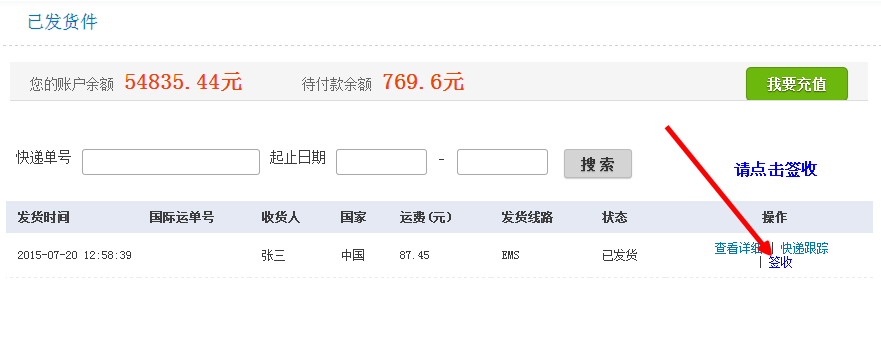 已发货件
您的账户余额 54835.44元 待付款余额 769.6元 我要充值
快递单号 起止日期 - 搜 索
请点击签收
发货时间 国际运单号 收货人 国家 运费(元) 发货线路 状态 操作
2015-07-20 12:58:39 张三 中国 87.45 EMS 已发货 查看详细 | 快递跟踪
| 签收